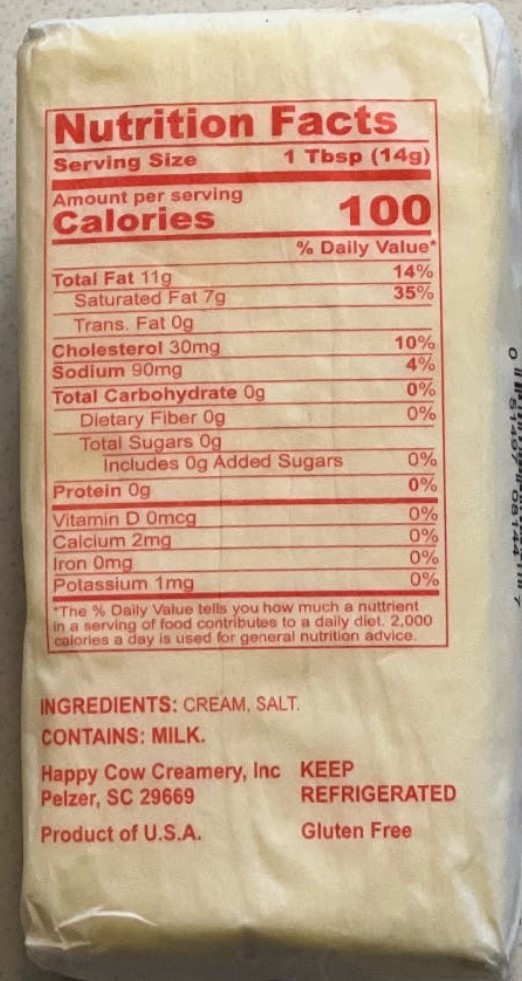 Nutrition Facts
Serving Size 1 Tbsp (14g)
Amount per serving
Calories 100
% Daily Value*
Total Fat 11g 14%
Saturated Fat 7g 35%
Trans. Fat 0g
Cholesterol 30mg 10%
Sodium 90mg 4%
Total Carbohydrate 0g 0%
Dietary Fiber 0g 0%
Total Sugars 0g
Includes 0g Added Sugars 0%
Protein 0g 0%
Vitamin D 0mcg 0%
Calcium 2mg 0%
Iron 0mg 0%
Potassium 1mg 0%
*The % Daily Value tells you how much a nuttrient
in a serving of food contributes to a daily diet. 2,000
calories a day is used for general nutrition advice.
INGREDIENTS: CREAM, SALT.
CONTAINS: MILK.
Happy Cow Creamery, Inc KEEP
Pelzer, SC 29669 REFRIGERATED
Product of U.S.A. Gluten Free